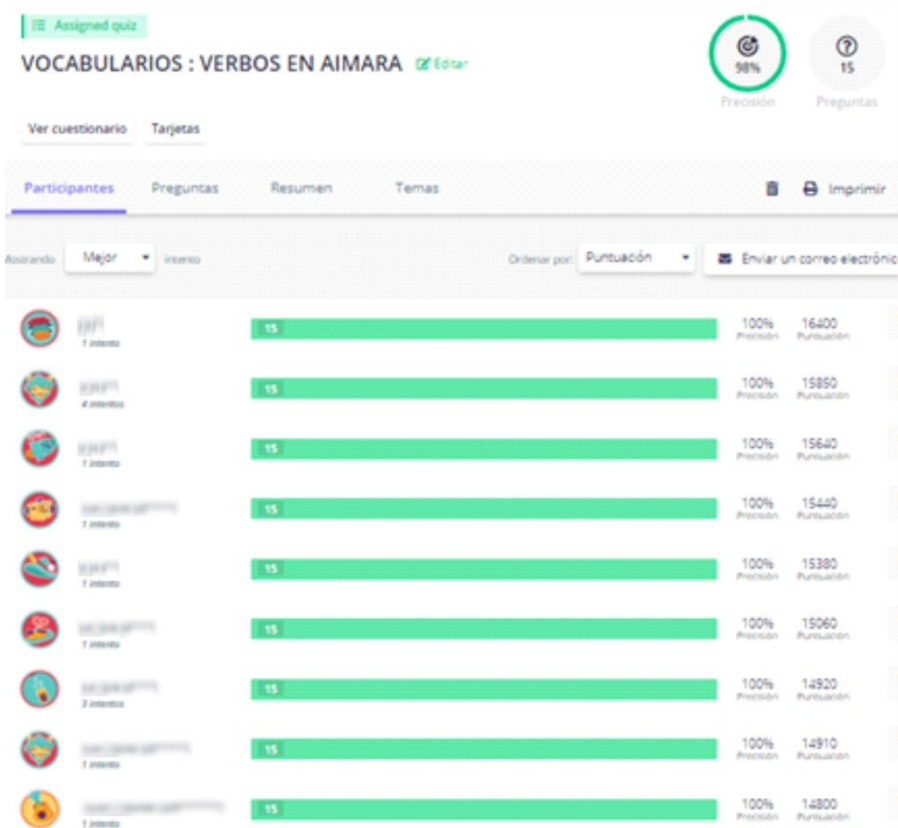 Assigned quiz
VOCABULARIOS : VERBOS EN AIMARA Editar
98% 15
Precisión Preguntas
Ver cuestionario Tarjetas
Participantes Preguntas Resumen Temas Imprimir
Mostrando Mejor intento Ordenar por: Puntuación Enviar un correo electrónic
15 100% 16400
1 intento Precisión Puntuación
15 100% 15850
4 intentos Precisión Puntuación
15 100% 15640
1 intento Precisión Puntuación
15 100% 15440
1 intento Precisión Puntuación
15 100% 15380
1 intento Precisión Puntuación
15 100% 15060
1 intento Precisión Puntuación
15 100% 14920
3 intentos Precisión Puntuación
15 100% 14910
1 intento Precisión Puntuación
15 100% 14800
1 intento Precisión Puntuación